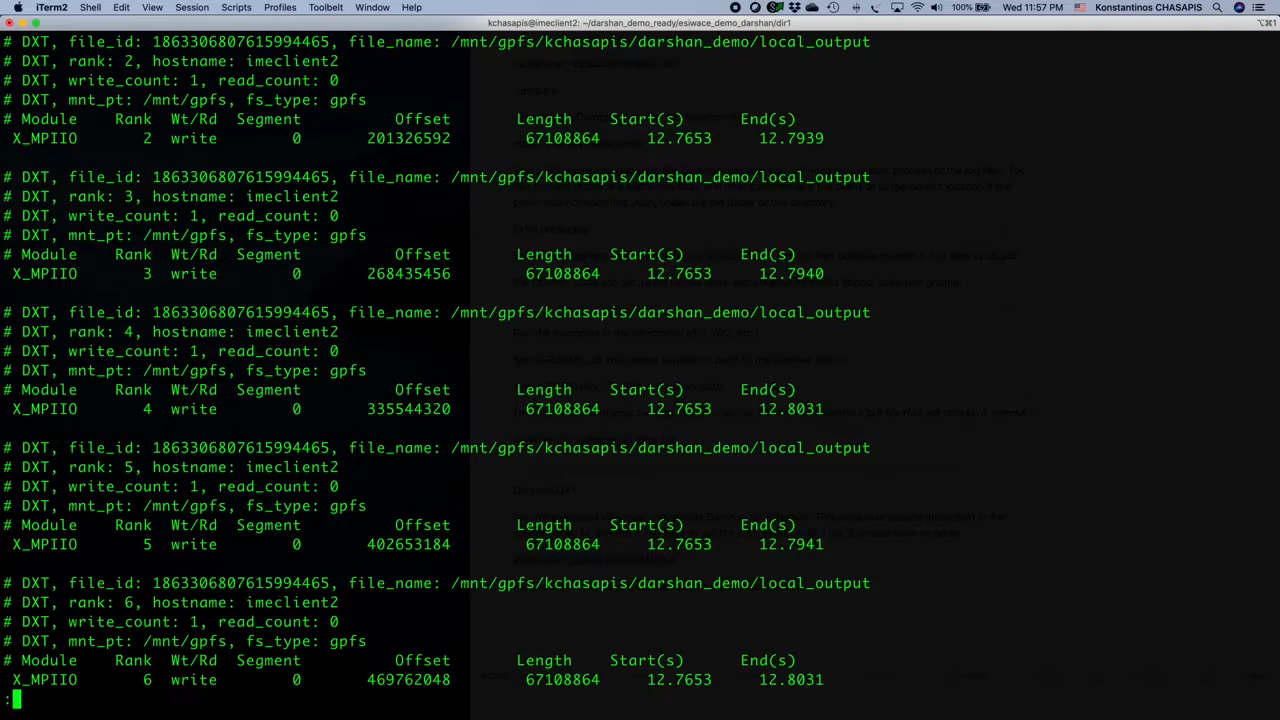 iTerm2 Shell Edit View Session Scripts Profiles Toolbelt Window Help 100% Wed 11:57 PM Konstantinos CHASAPIS
kchasapis@imeclient2: ~/darshan_demo_ready/esiwace_demo_darshan/dir1 ⌥⌘1
# DXT, file_id: 1863306807615994465, file_name: /mnt/gpfs/kchasapis/darshan_demo/local_output
# DXT, rank: 2, hostname: imeclient2
# DXT, write_count: 1, read_count: 0
# DXT, mnt_pt: /mnt/gpfs, fs_type: gpfs
# Module Rank Wt/Rd Segment Offset Length Start(s) End(s)
X_MPIIO 2 write 0 201326592 67108864 12.7653 12.7939
# DXT, file_id: 1863306807615994465, file_name: /mnt/gpfs/kchasapis/darshan_demo/local_output
# DXT, rank: 3, hostname: imeclient2
# DXT, write_count: 1, read_count: 0
# DXT, mnt_pt: /mnt/gpfs, fs_type: gpfs
# Module Rank Wt/Rd Segment Offset Length Start(s) End(s)
X_MPIIO 3 write 0 268435456 67108864 12.7653 12.7940
# DXT, file_id: 1863306807615994465, file_name: /mnt/gpfs/kchasapis/darshan_demo/local_output
# DXT, rank: 4, hostname: imeclient2
# DXT, write_count: 1, read_count: 0
# DXT, mnt_pt: /mnt/gpfs, fs_type: gpfs
# Module Rank Wt/Rd Segment Offset Length Start(s) End(s)
X_MPIIO 4 write 0 335544320 67108864 12.7653 12.8031
# DXT, file_id: 1863306807615994465, file_name: /mnt/gpfs/kchasapis/darshan_demo/local_output
# DXT, rank: 5, hostname: imeclient2
# DXT, write_count: 1, read_count: 0
# DXT, mnt_pt: /mnt/gpfs, fs_type: gpfs
# Module Rank Wt/Rd Segment Offset Length Start(s) End(s)
X_MPIIO 5 write 0 402653184 67108864 12.7653 12.7941
# DXT, file_id: 1863306807615994465, file_name: /mnt/gpfs/kchasapis/darshan_demo/local_output
# DXT, rank: 6, hostname: imeclient2
# DXT, write_count: 1, read_count: 0
# DXT, mnt_pt: /mnt/gpfs, fs_type: gpfs
# Module Rank Wt/Rd Segment Offset Length Start(s) End(s)
X_MPIIO 6 write 0 469762048 67108864 12.7653 12.8031
: